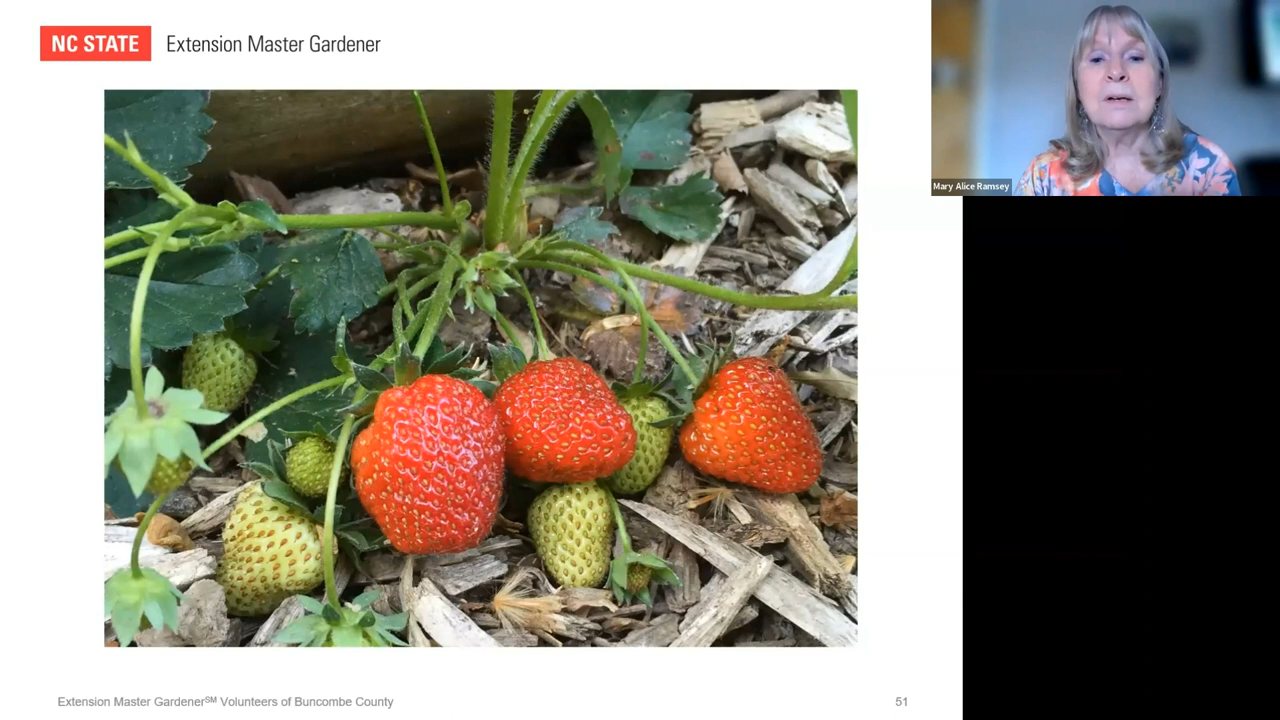 NC STATE Extension Master Gardener
Mary Alice Ramsey
Extension Master Gardener℠ Volunteers of Buncombe County
51